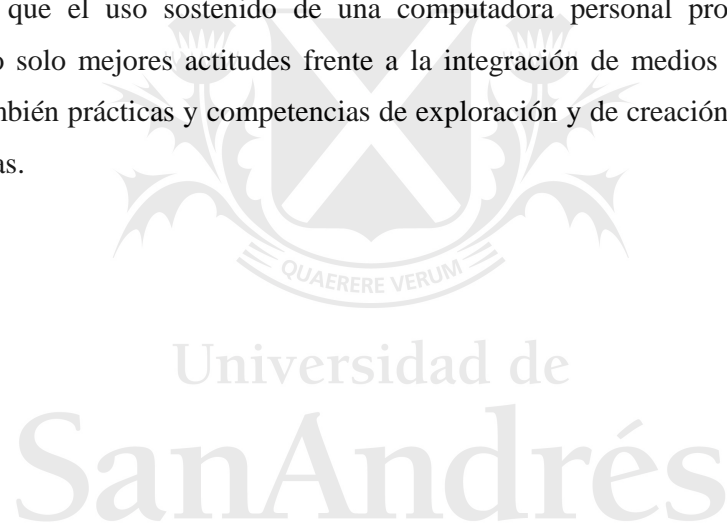 que el uso sostenido de una computadora personal pro
solo mejores actitudes frente a la integración de medios
mbién prácticas y competencias de exploración y de creación
as.
QUAERERE VERUM
Universidad de
SanAndrés